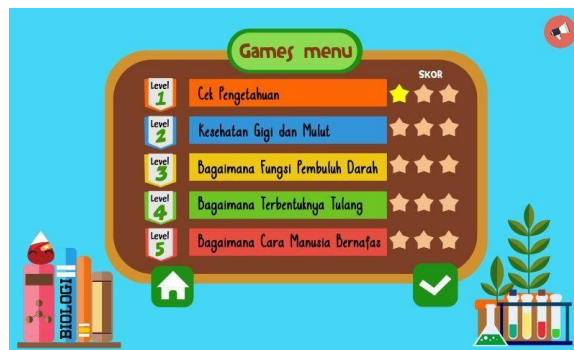 Games menu
SKOR
Level 1 Cek Pengetahuan
Level 2 Kesehatan Gigi dan Mulut
Level 3 Bagaimana Fungsi Pembuluh Darah
Level 4 Bagaimana Terbentuknya Tulang
Level 5 Bagaimana Cara Manusia Bernafas
BIOLOGI